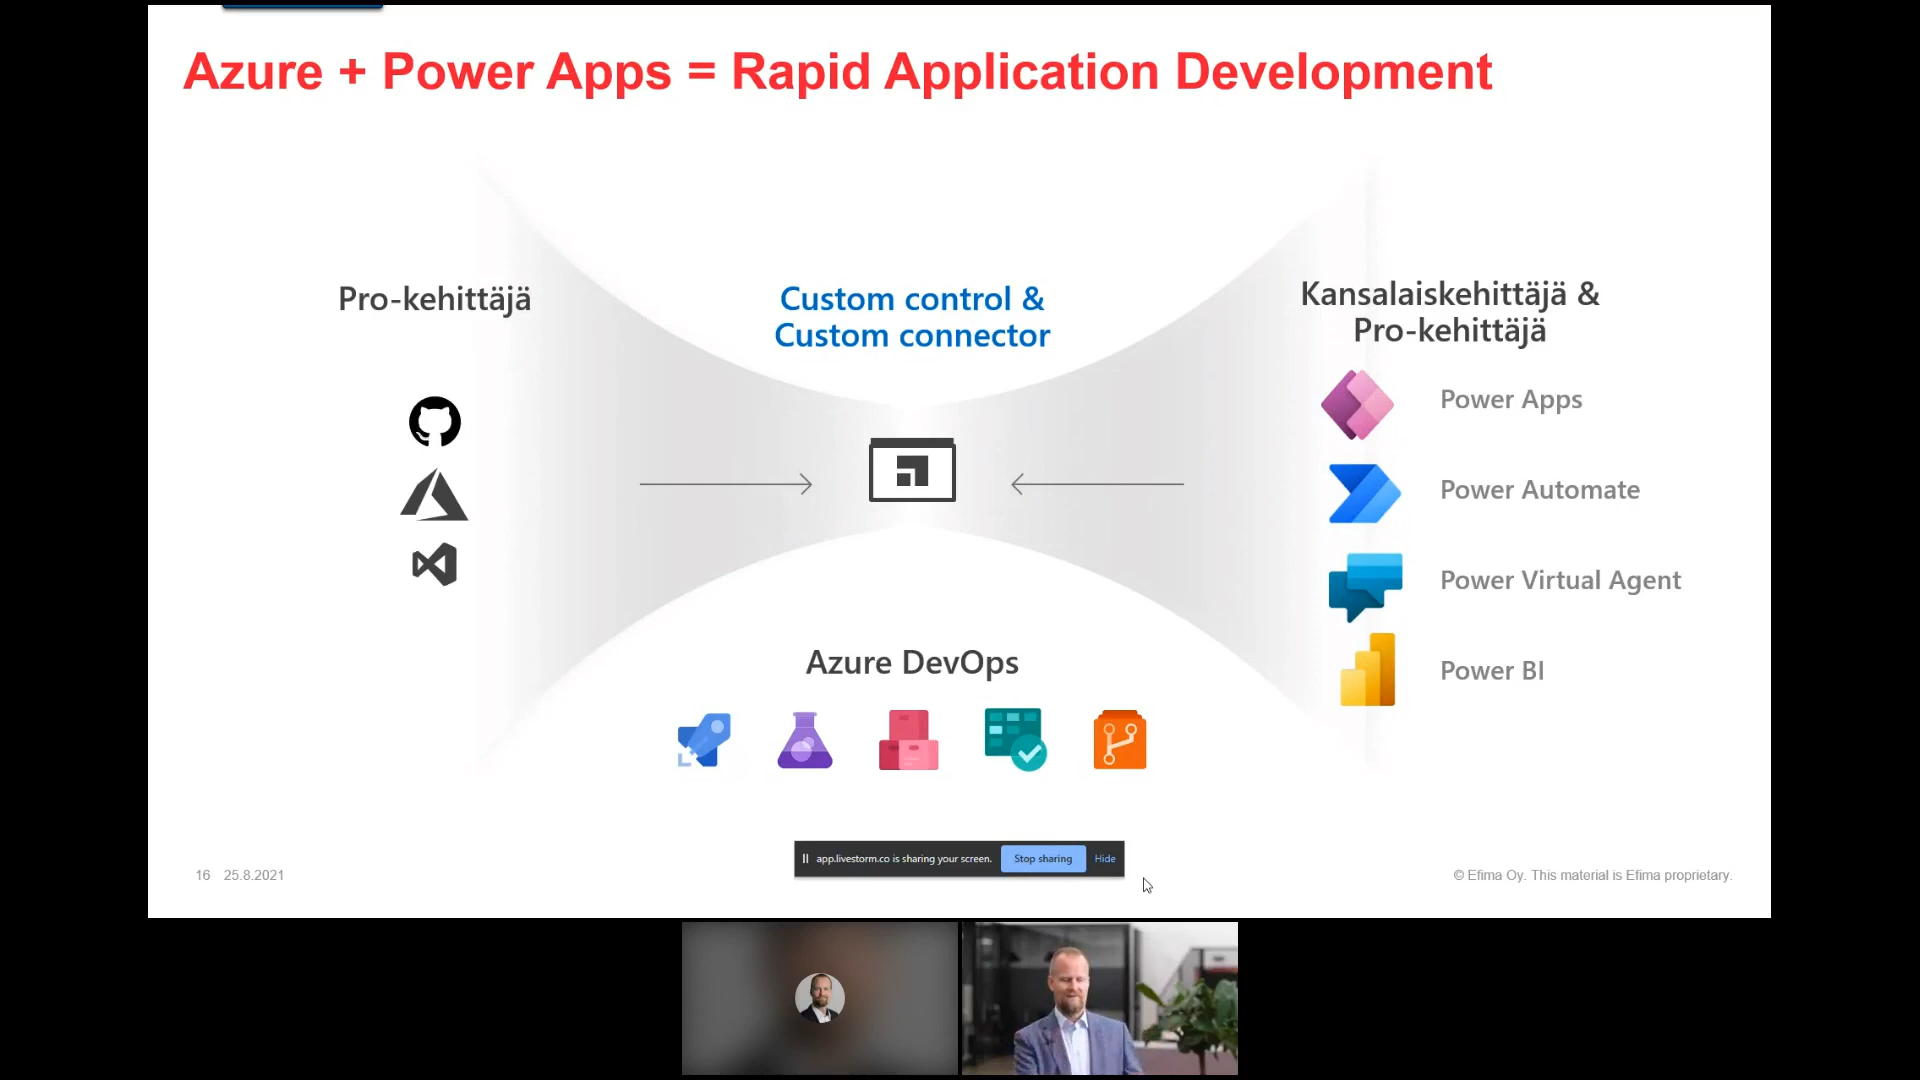 Azure + Power Apps = Rapid Application Development
Pro-kehittäjä
Custom control &
Custom connector
Kansalaiskehittäjä &
Pro-kehittäjä
Power Apps
Power Automate
Power Virtual Agent
Power BI
Azure DevOps
app.livestorm.co is sharing your screen.
Stop sharing
Hide
16 25.8.2021
© Efima Oy. This material is Efima proprietary.